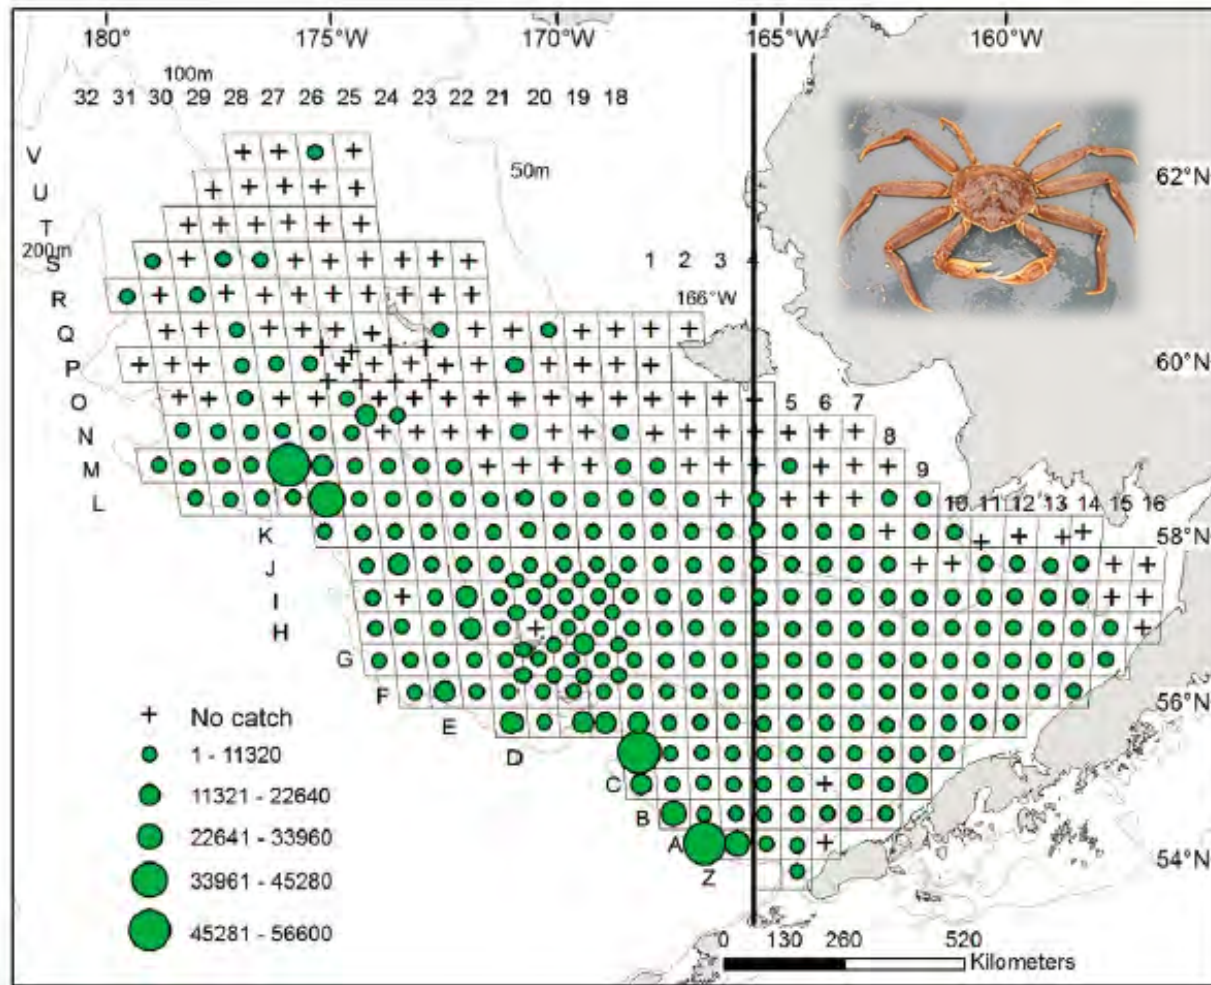 180° 175°W 170°W 165°W 160°W
100m
32 31 30 29 28 27 26 25 24 23 22 21 20 19 18
V
50m
62°W
U
T
200m
S
1 2 3 4
R
166°W
Q
60°N
P
O
5 6 7
N
8
M
9
L
10 11 12 13 14 15 16
K
58°N
J
I
H
G
F
56°N
E
No catch
D
1 - 11320
C
11321 - 22640
B
22641 - 33960
A
54°N
Z
33961 - 45280
45281 - 56600
0 130 260 520
Kilometers